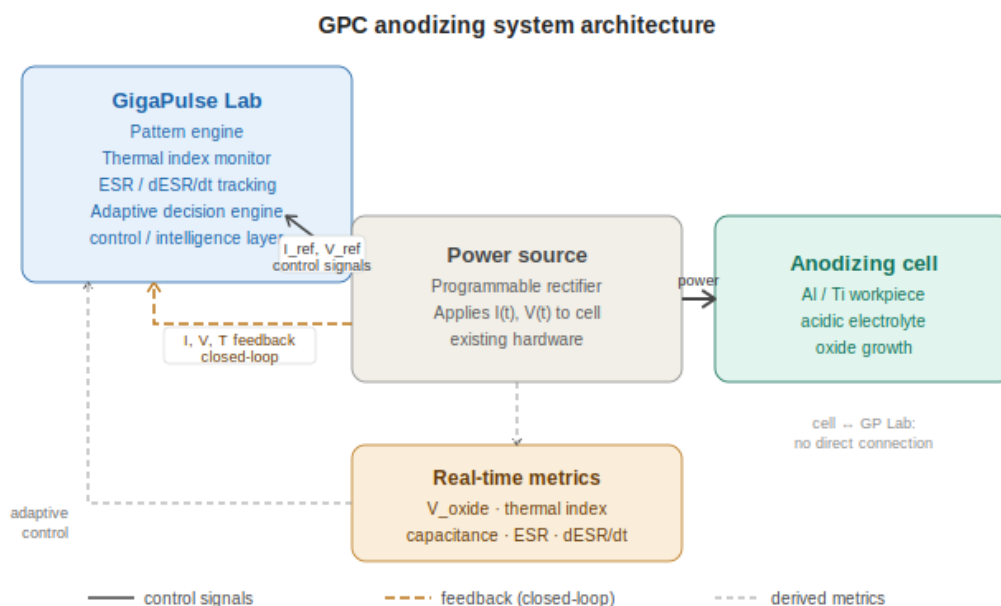 GPC anodizing system architecture
GigaPulse Lab
Pattern engine
Thermal index monitor
ESR / dESR/dt tracking
Adaptive decision engine
control / intelligence layer
I_ref, V_ref
control signals
Power source
Programmable rectifier
Applies I(t), V(t) to cell
existing hardware
power
Anodizing cell
Al / Ti workpiece
acidic electrolyte
oxide growth
I, V, T feedback
closed-loop
cell ↔ GP Lab:
no direct connection
Real-time metrics
V_oxide · thermal index
capacitance · ESR · dESR/dt
adaptive
control
control signals
feedback (closed-loop)
derived metrics